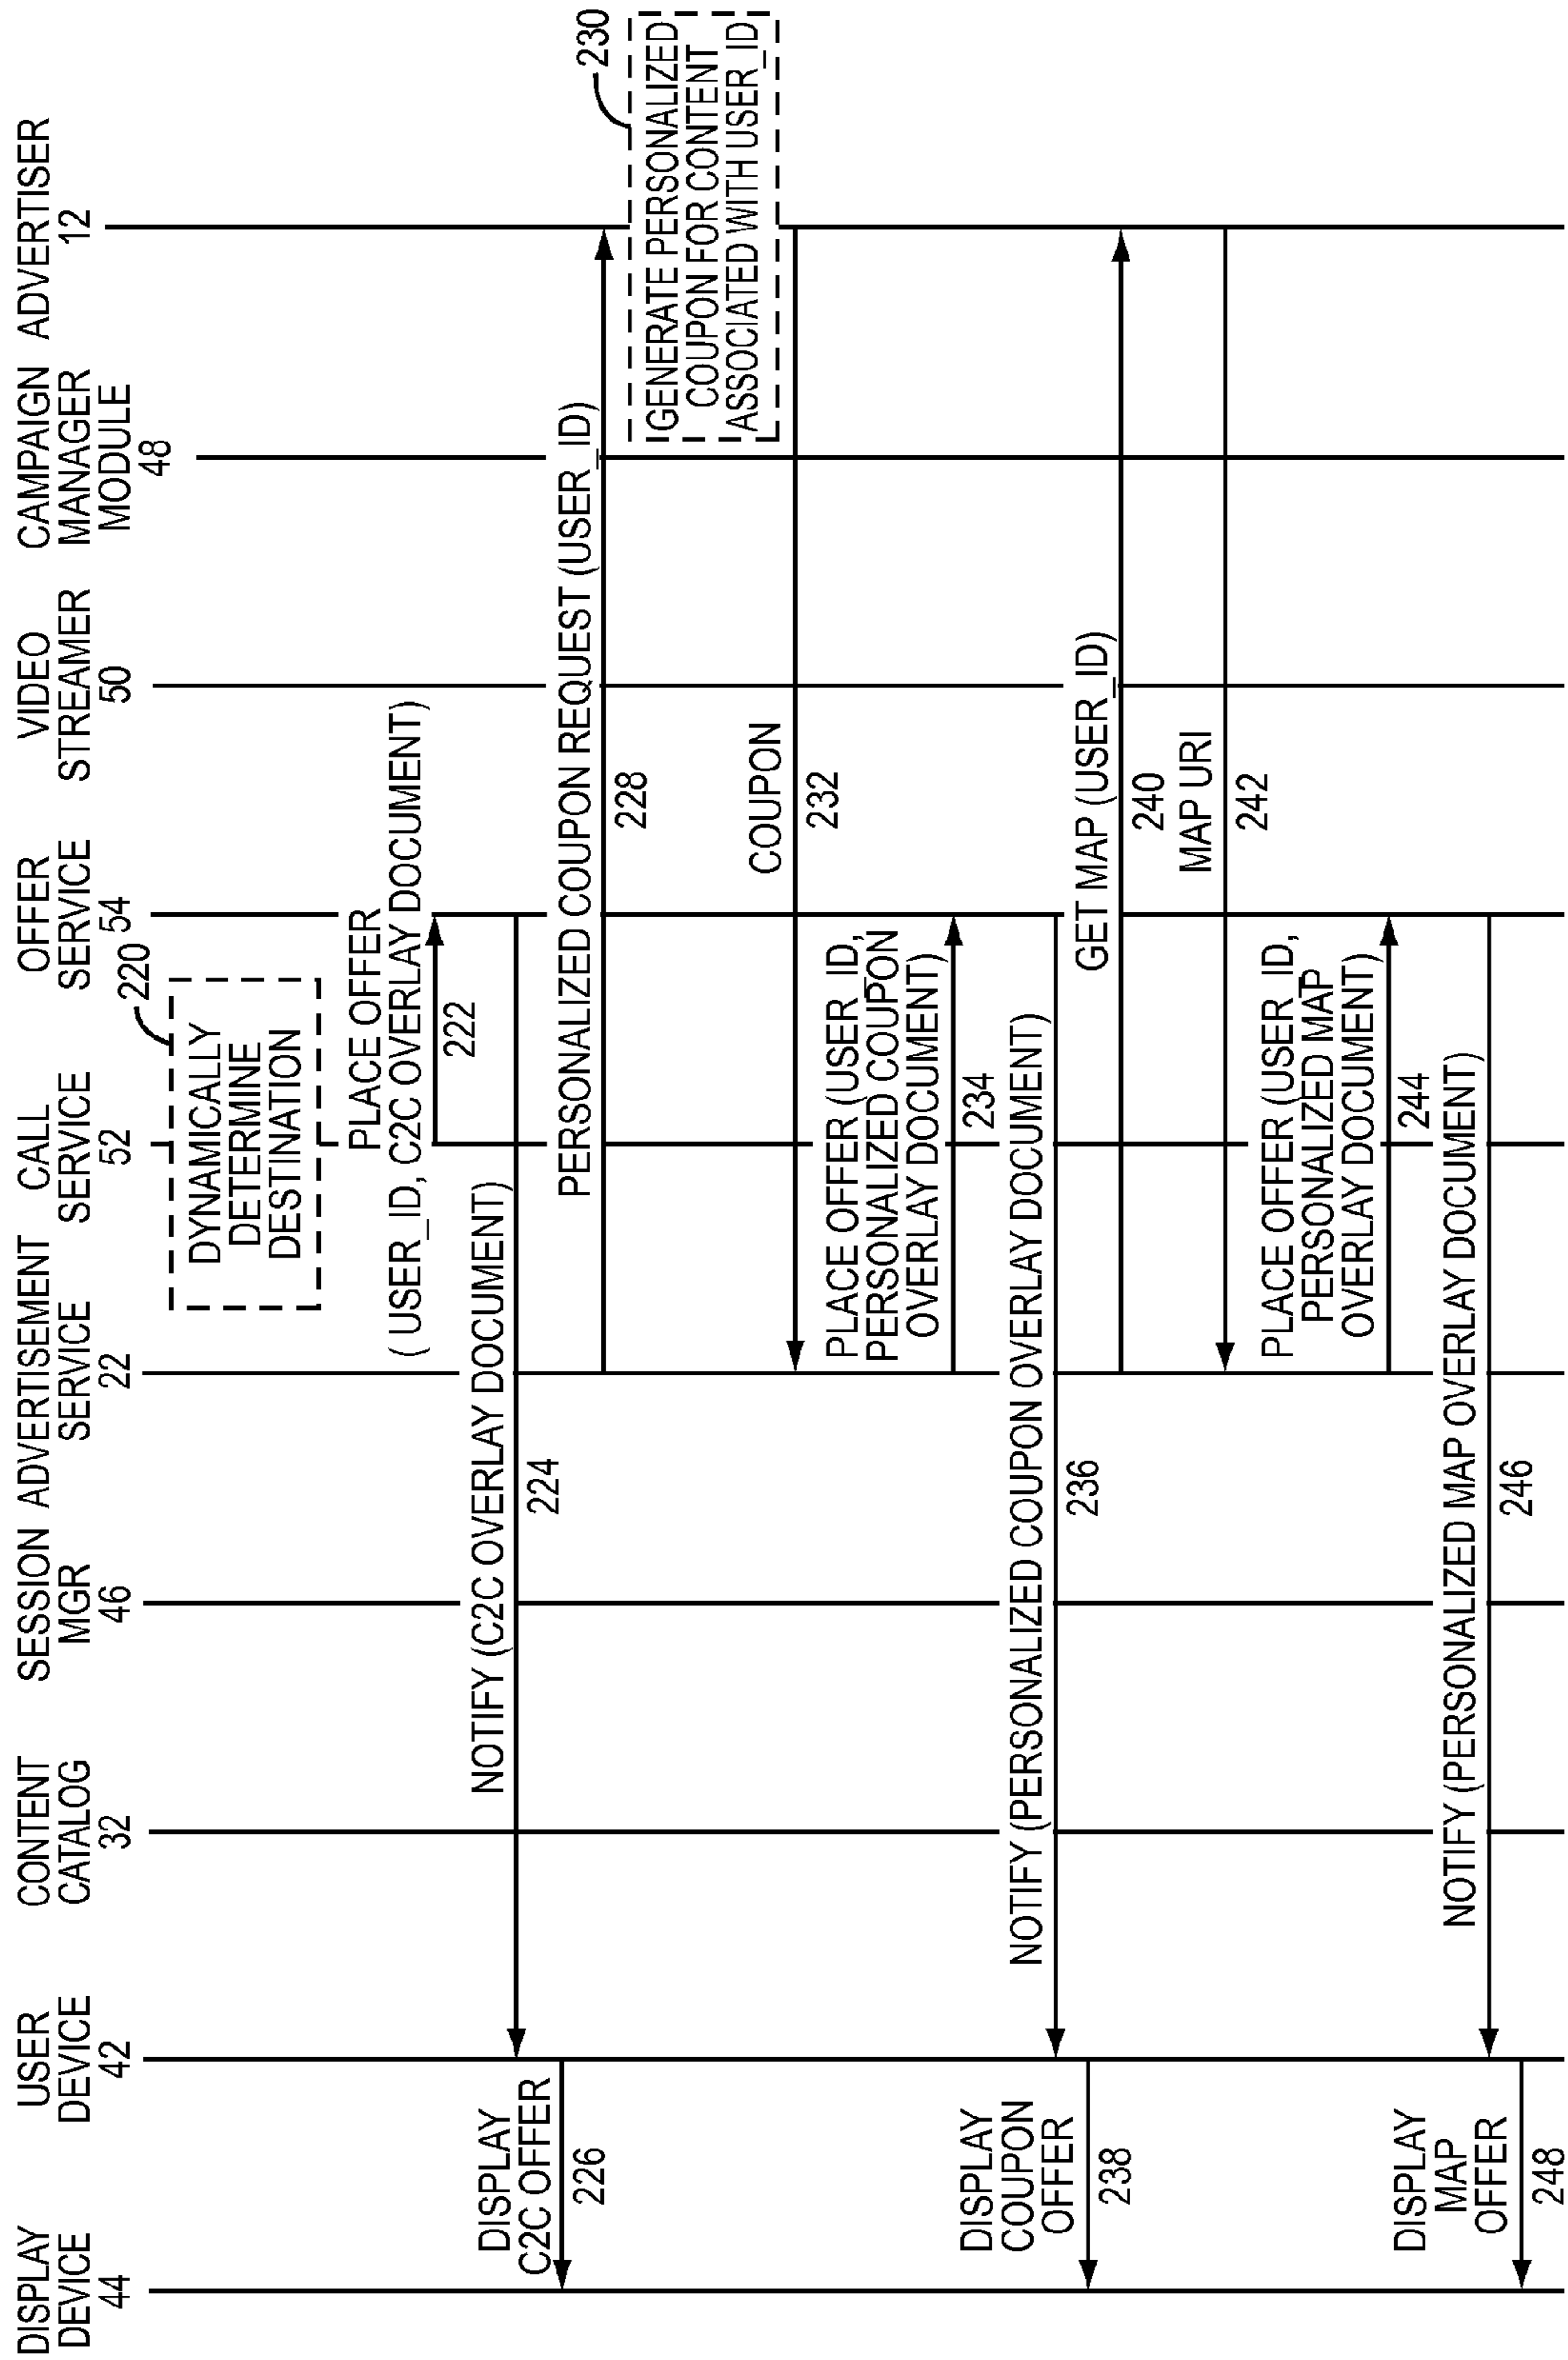 DISPLAY
DEVICE
44
USER
DEVICE
42
CONTENT
CATALOG
32
SESSION
MGR
46
ADVERTISEMENT
SERVICE
22
CALL
SERVICE
52
OFFER
SERVICE
54
VIDEO
STREAMER
50
CAMPAIGN
MANAGER
MODULE
48
ADVERTISER
12
220
DYNAMICALLY
DETERMINE
DESTINATION
PLACE OFFER
( USER_ID, C2C OVERLAY DOCUMENT)
222
NOTIFY (C2C OVERLAY DOCUMENT)
224
DISPLAY
C2C OFFER
226
PERSONALIZED COUPON REQUEST (USER_ID)
228
230
GENERATE PERSONALIZED
COUPON FOR CONTENT
ASSOCIATED WITH USER_ID
COUPON
232
PLACE OFFER (USER_ID,
PERSONALIZED COUPON
OVERLAY DOCUMENT)
234
NOTIFY (PERSONALIZED COUPON OVERLAY DOCUMENT)
236
DISPLAY
COUPON
OFFER
238
GET MAP (USER_ID)
240
MAP URI
242
PLACE OFFER (USER_ID,
PERSONALIZED MAP
OVERLAY DOCUMENT)
244
NOTIFY (PERSONALIZED MAP OVERLAY DOCUMENT)
246
DISPLAY
MAP
OFFER
248